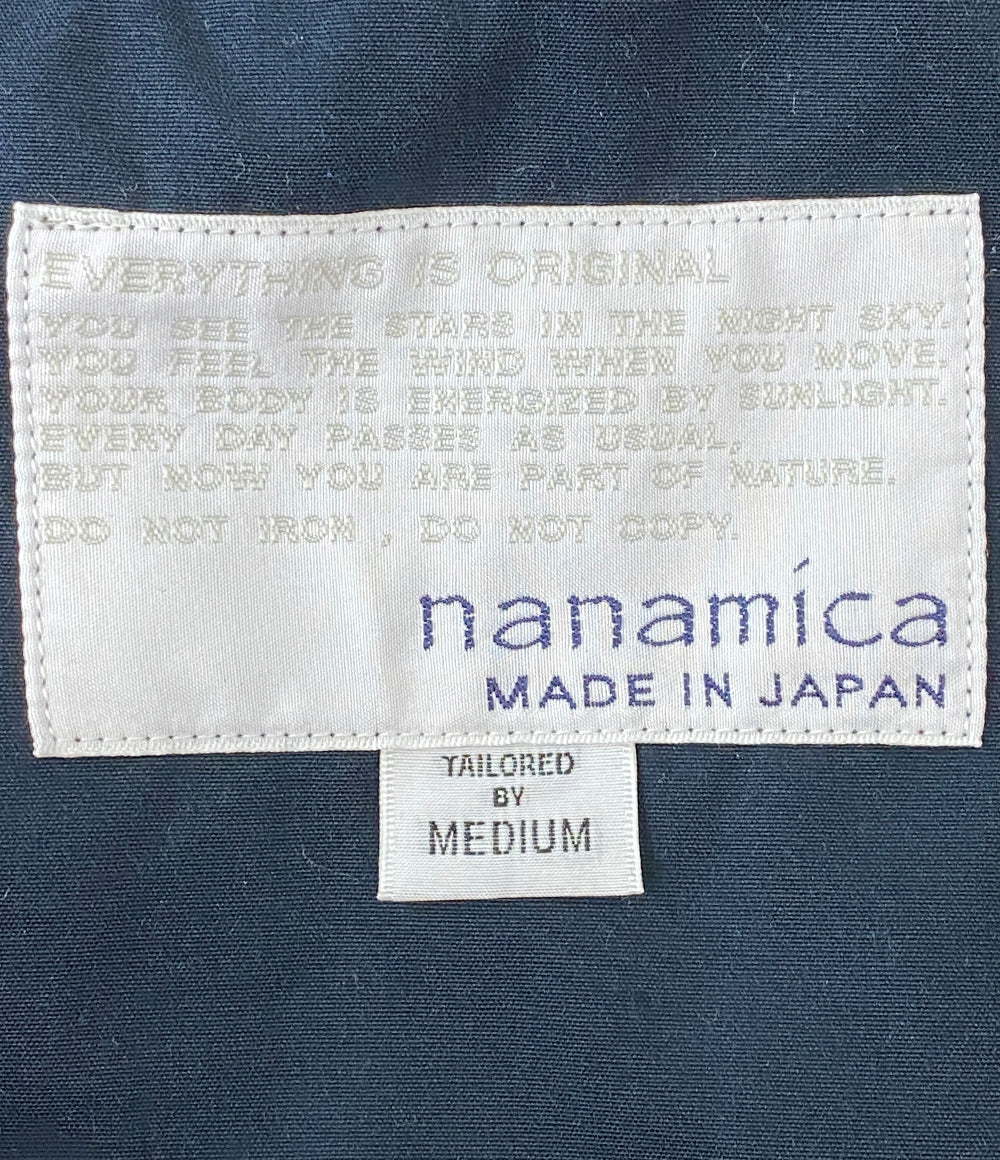 EVERYTHING IS ORIGINAL
YOU SEE THE STARS IN THE NIGHT SKY.
YOU FEEL THE WIND WHEN YOU MOVE.
YOUR BODY IS ENERGIZED BY SUNLIGHT.
EVERY DAY PASSES AS USUAL,
BUT NOW YOU ARE PART OF NATURE.
DO NOT IRON , DO NOT COPY.
nanamica
MADE IN JAPAN
TAILORED
BY
MEDIUM